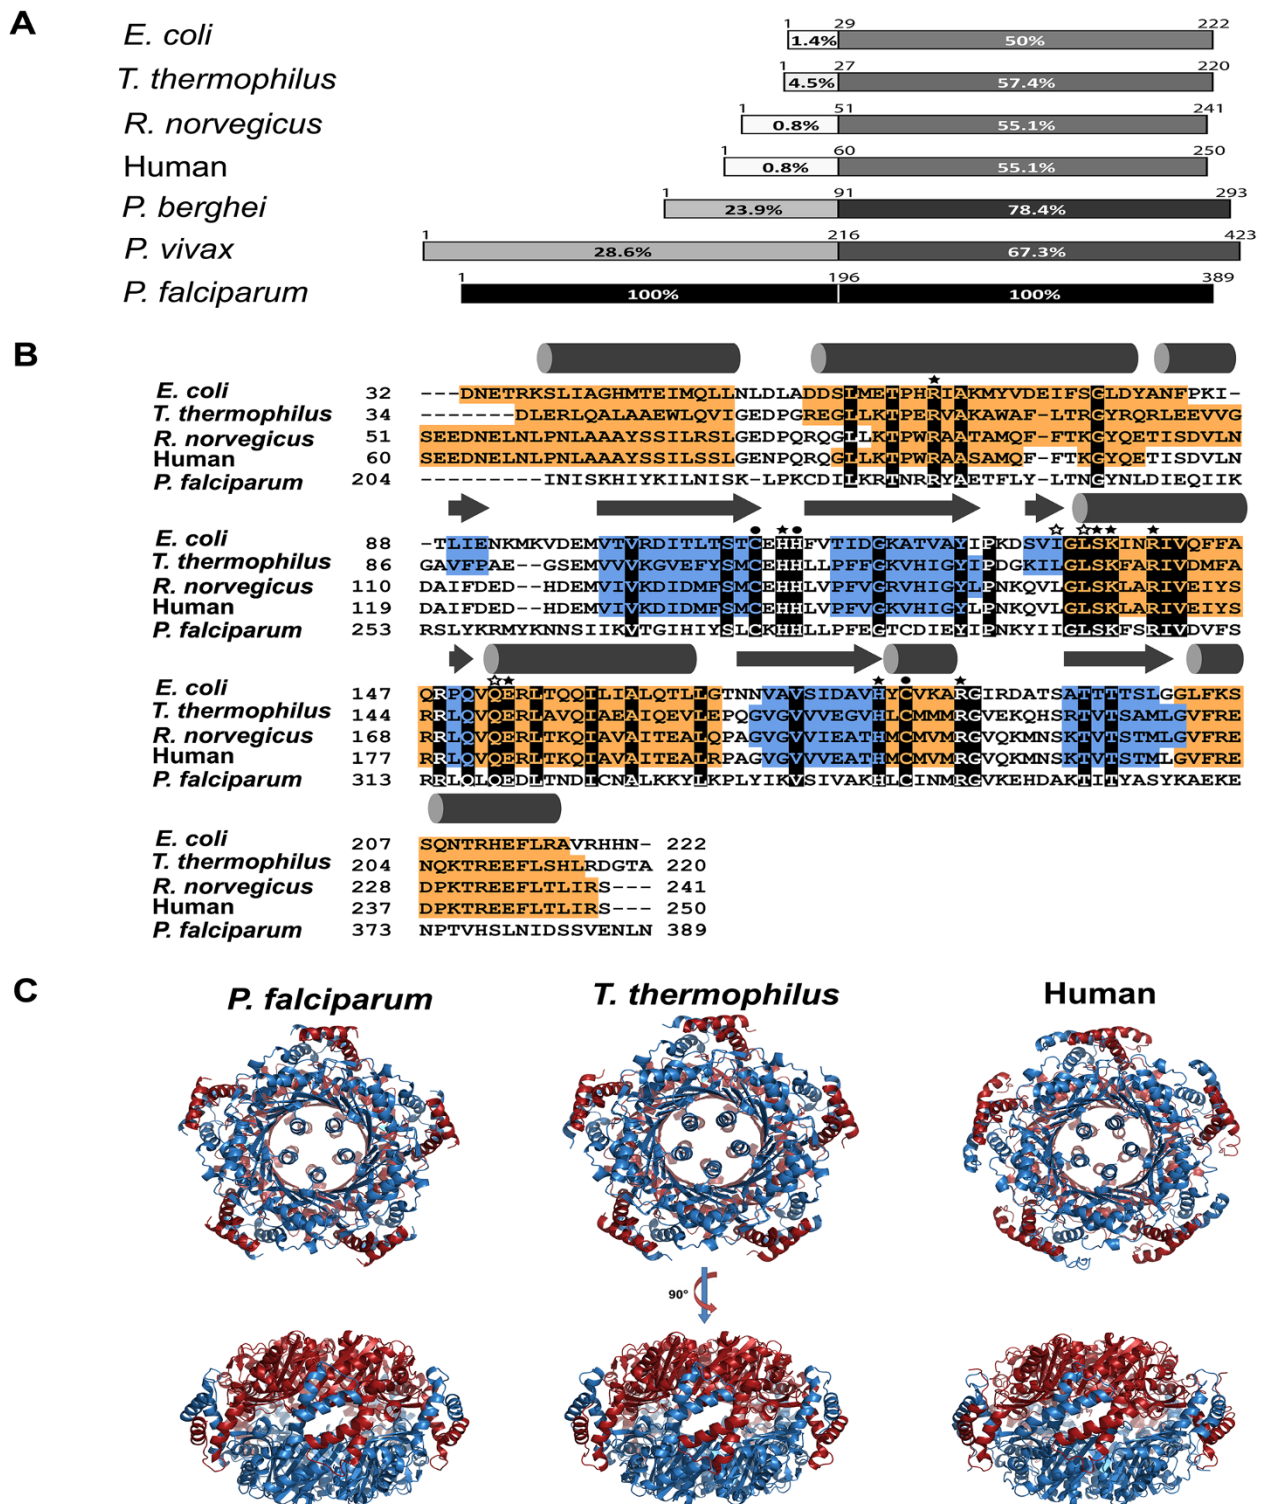 A
E. coli 1 29 222
1.4% 50%
T. thermophilus 1 27 220
4.5% 57.4%
R. norvegicus 1 51 241
0.8% 55.1%
Human 1 60 250
0.8% 55.1%
P. berghei 1 91 293
23.9% 78.4%
P. vivax 1 216 423
28.6% 67.3%
P. falciparum 1 196 389
100% 100%
B
E. coli 32 ---DNETRKSLIAGHMTEIMQLLNLDLADDSLMETPHRIAKMYVDEIFSGLDYANFPKI-
T. thermophilus 34 -------DLERLQALAAEWLQVIGEDPGREGLLKTPERVAKAWAF-LTRGYRQRLEEVVG
R. norvegicus 51 SEEDNELNLPNLAAAYSSILRSLGEDPQRQGLLKTPWRAATAMQF-FTKGYQETISDVLN
Human 60 SEEDNELNLPNLAAAYSSILSSLGENPQRQGLLKTPWRAASAMQF-FTKGYQETISDVLN
P. falciparum 204 ---------INISKHIYKILNISK-LPKCDILLKRTNRRYAETFLY-LTNGYNLDIEQIIK
E. coli 88 -TLIENKMKVDEMVTVRDITLTSTCEHHFVTIDGKATVAYIPKDSVIGLSKINRIVQFFA
T. thermophilus 86 GAVFPAE--GSEMVVVKGVEFYSMCEHHLLPFFGKVHIGYIPDGKILGLSKFARIVDMFA
R. norvegicus 110 DAIFDED--HDEMVIVKDIDMFSMCEHHLVPFVGRVHIGYLPNKQVLGLSKLARIVEIYS
Human 119 DAIFDED--HDEMVIVKDIDMFSMCEHHLVPFVGKVHIGYLPNKQVLGLSKLARIVEIYS
P. falciparum 253 RSLYKRMYKNNSIIKVTGIHIYSLCKHHLLPFEGTCDIEYIPNKYIIGLSKFSRIVDVFS
E. coli 147 QRPQVQERLTQQILIALQTLLGTNNVAVSIDAVHYCVKARGIRDATSATTTTSLGGLFKS
T. thermophilus 144 RRLQVQERLAVQIAEAIQEVLEPQGVGVVVEGVHLCMMMRGVEKQHSRTVTSAMLGVFRE
R. norvegicus 168 RRLQVQERLTKQIAVAITEALQPAGVGVVIEATHMCMVMRGVQKMNSKTVTSTMLGVFRE
Human 177 RRLQVQERLTKQIAVAITEALRPAGVGVVVEATHMCMVMRGVQKMNSKTVTSTMLGVFRE
P. falciparum 313 RRLQLQEDLTNDICNALKKYLKPLYIKVSIVAKHLCINMRGVKEHDAKTITYASYKAEKE
E. coli 207 SQNTRHEFLRAVRHHN- 222
T. thermophilus 204 NQKTREEFLSHLRDGTA 220
R. norvegicus 228 DPKTREEFLTLIRS--- 241
Human 237 DPKTREEFLTLIRS--- 250
P. falciparum 373 NPTVHSLNIDSSVENLN 389
C
P. falciparum T. thermophilus Human
90°